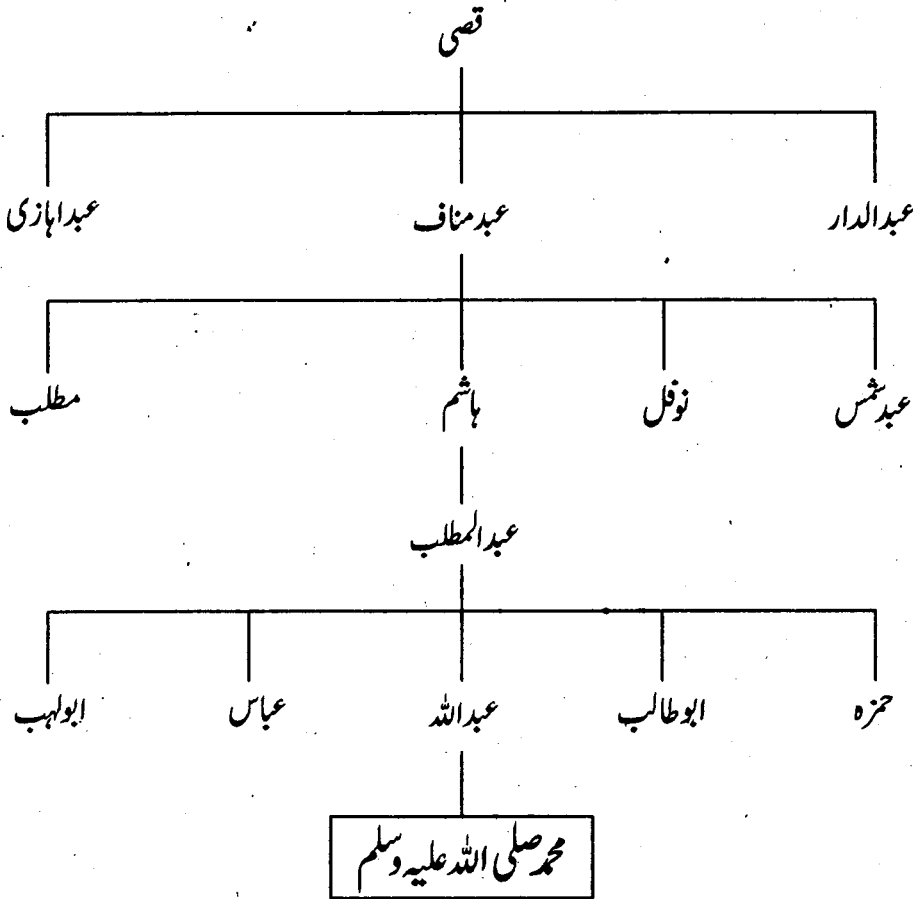 قصی
عبدالدار عبدمناف عبداہازی
عبدشمس نوفل ہاشم مطلب
عبدالمطلب
حمزہ ابوطالب عبداللہ عباس ابولہب
محمد صلی اللہ علیہ وسلم